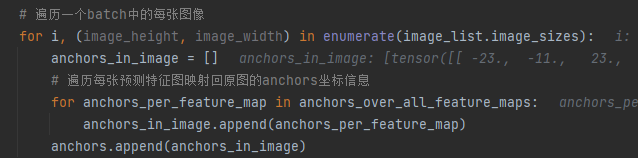 # 遍历一个batch中的每张图像
for i, (image_height, image_width) in enumerate(image_list.image_sizes):   i:
    anchors_in_image = []   anchors_in_image: [tensor([[ -23.,  -11.,   23.,
    # 遍历每张预测特征图映射回原图的anchors坐标信息
    for anchors_per_feature_map in anchors_over_all_feature_maps:   anchors_pe
        anchors_in_image.append(anchors_per_feature_map)
    anchors.append(anchors_in_image)